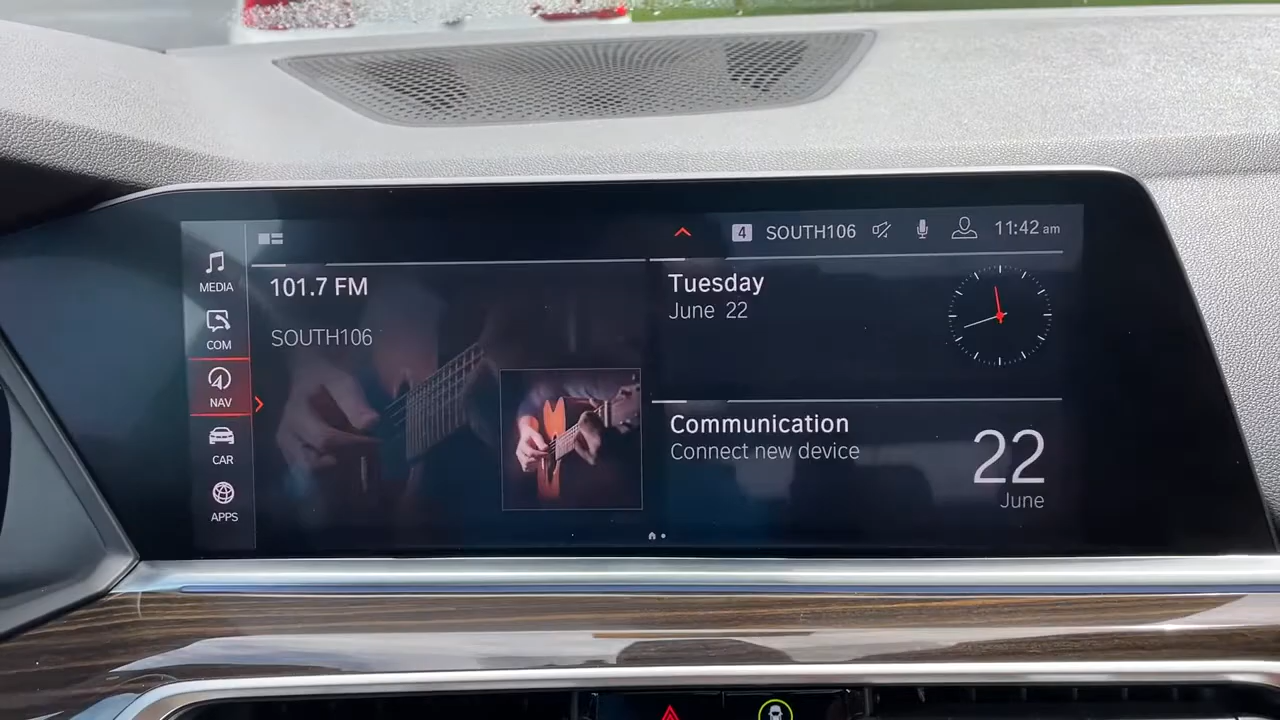 4 SOUTH106 11:42 am
MEDIA
COM
NAV
CAR
APPS
101.7 FM
SOUTH106
Tuesday
June 22
Communication
Connect new device
22
June